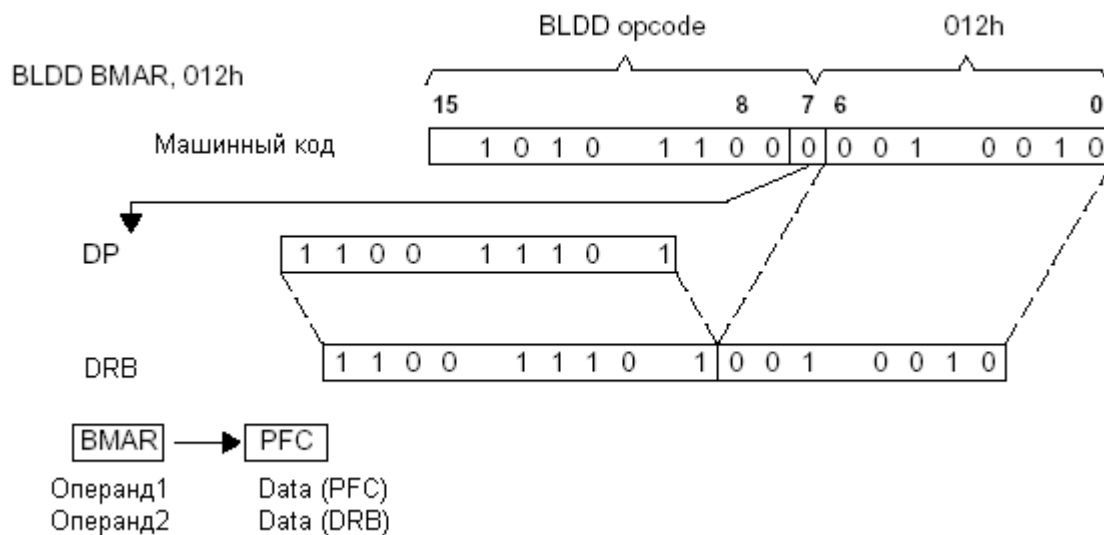 BLDD opcode 012h
BLDD BMAR, 012h
15 8 7 6 0
Машинный код 1 0 1 0 1 1 0 0 0 0 0 1 0 0 1 0
DP 1 1 0 0 1 1 1 0 1
DRB 1 1 0 0 1 1 1 0 1 0 0 1 0 0 1 0
BMAR PFC
Операнд1 Data (PFC)
Операнд2 Data (DRB)